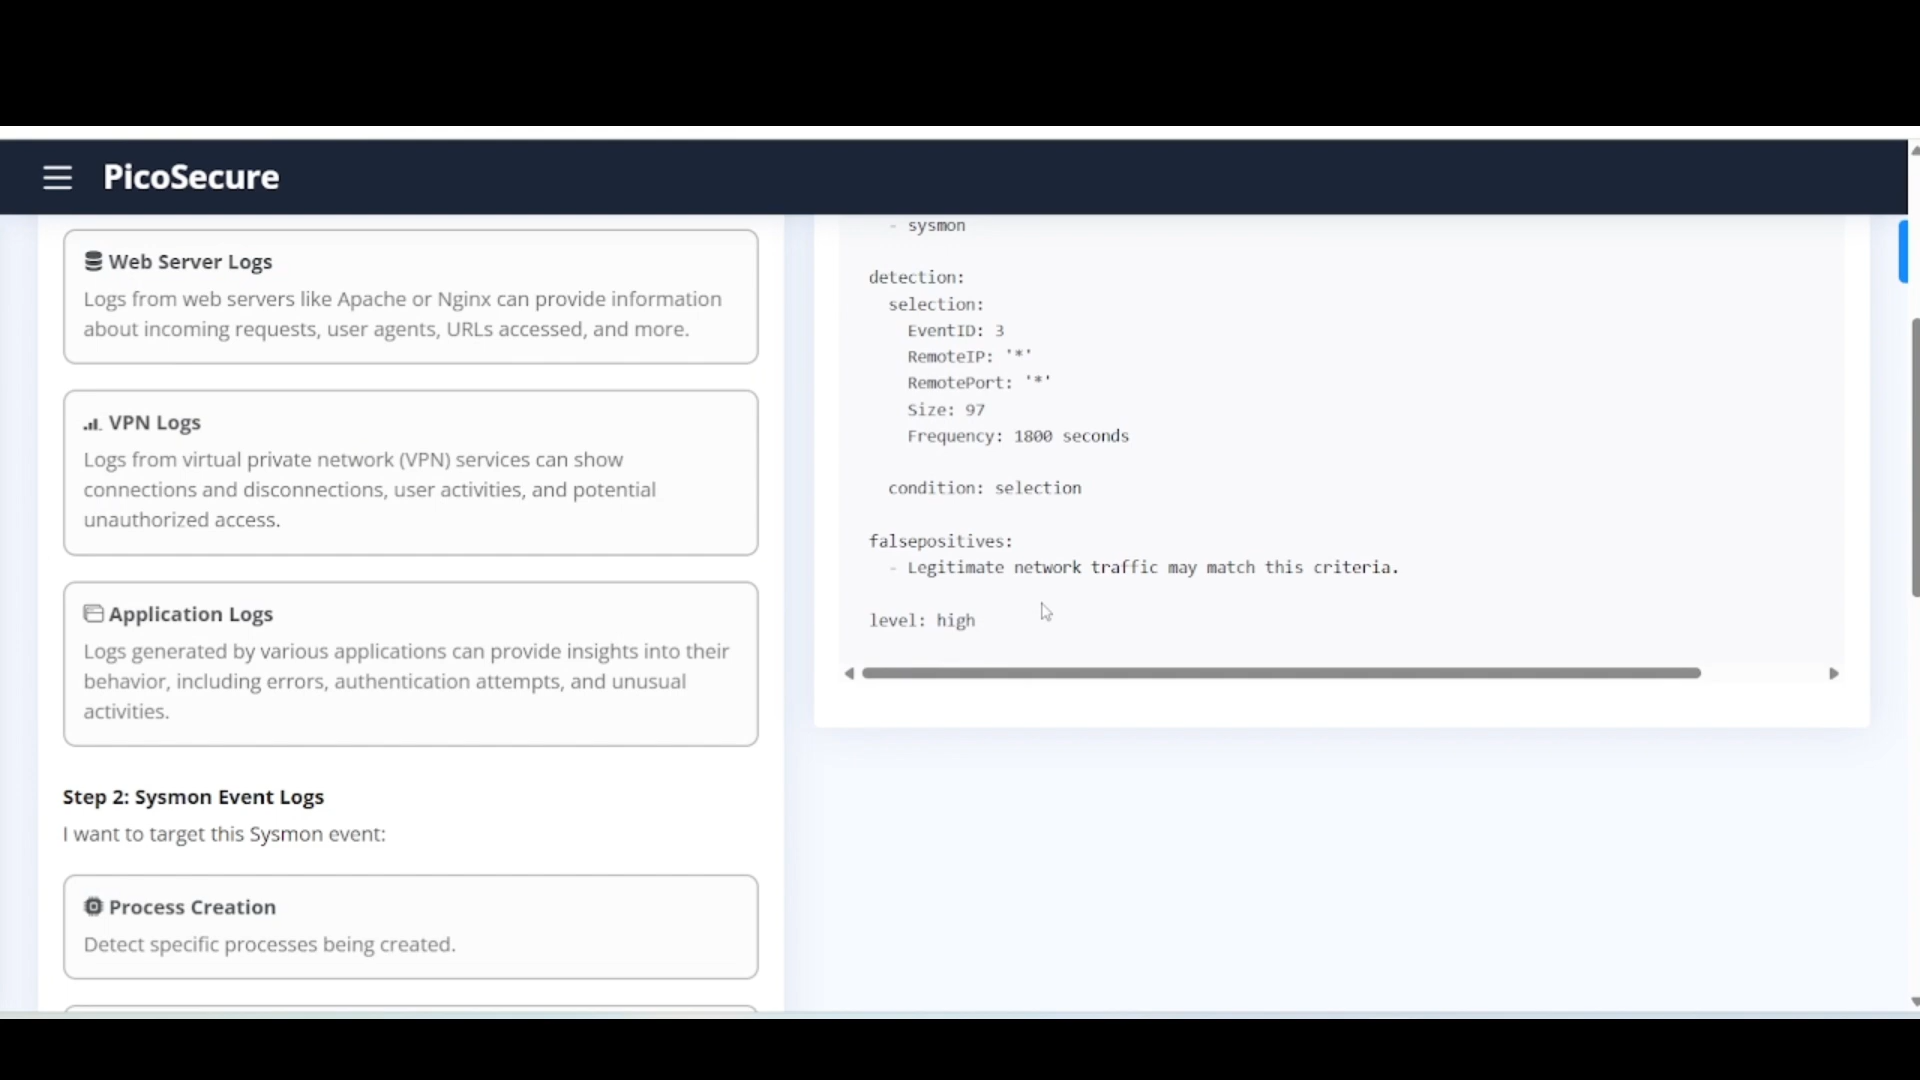 PicoSecure
Web Server Logs
Logs from web servers like Apache or Nginx can provide information
about incoming requests, user agents, URLs accessed, and more.
VPN Logs
Logs from virtual private network (VPN) services can show
connections and disconnections, user activities, and potential
unauthorized access.
Application Logs
Logs generated by various applications can provide insights into their
behavior, including errors, authentication attempts, and unusual
activities.
Step 2: Sysmon Event Logs
I want to target this Sysmon event:
Process Creation
Detect specific processes being created.
- sysmon
detection:
selection:
EventID: 3
RemoteIP: '*'
RemotePort: '*'
Size: 97
Frequency: 1800 seconds
condition: selection
falsepositives:
- Legitimate network traffic may match this criteria.
level: high